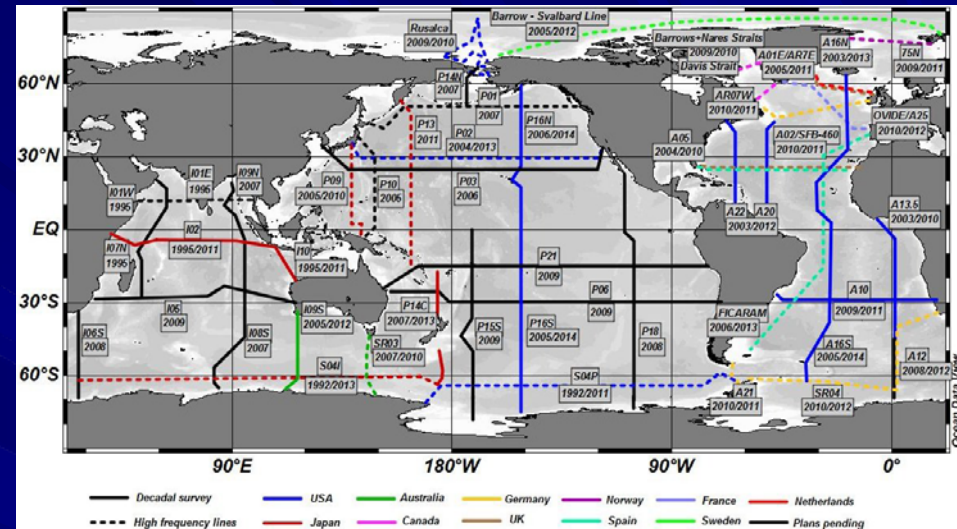 Barrow - Svalbard Line
2005/2012
Rusalca
2009/2010
Barrows+Nares Straits
2009/2010
Davis Strait
A01E/AR7E
2005/2011
A16N
2003/2013
75N
2009/2011
60°N
P14N
2007
P01
2007
AR07W
2010/2011
P13
2011
P02
2004/2013
P16N
2006/2014
A05
2004/2010
A02/SFB-460
2010/2011
OVIDE/A25
2010/2012
30°N
I01W
1995
I01E
1996
I09N
2007
P09
2005/2010
P10
2005
P03
2006
A22
A20
2003/2012
A13.5
2003/2010
EQ
I07N
1995
I02
1995/2011
I10
1995/2011
P21
2009
30°S
I05
2009
I09S
2005/2012
P14C
2007/2013
P06
2009
FICARAM
2006/2013
A10
2009/2011
I06S
2008
I08S
2007
SR03
2007/2010
P15S
2009
P16S
2005/2014
P18
2008
A16S
2005/2014
A12
2008/2012
60°S
S04I
1992/2013
S04P
1992/2011
A21
2010/2011
SR04
2010/2012
Ocean Data View
90°E
180°W
90°W
0°
Decadal survey
USA
Australia
Germany
Norway
France
Netherlands
High frequency lines
Japan
Canada
UK
Spain
Sweden
Plans pending